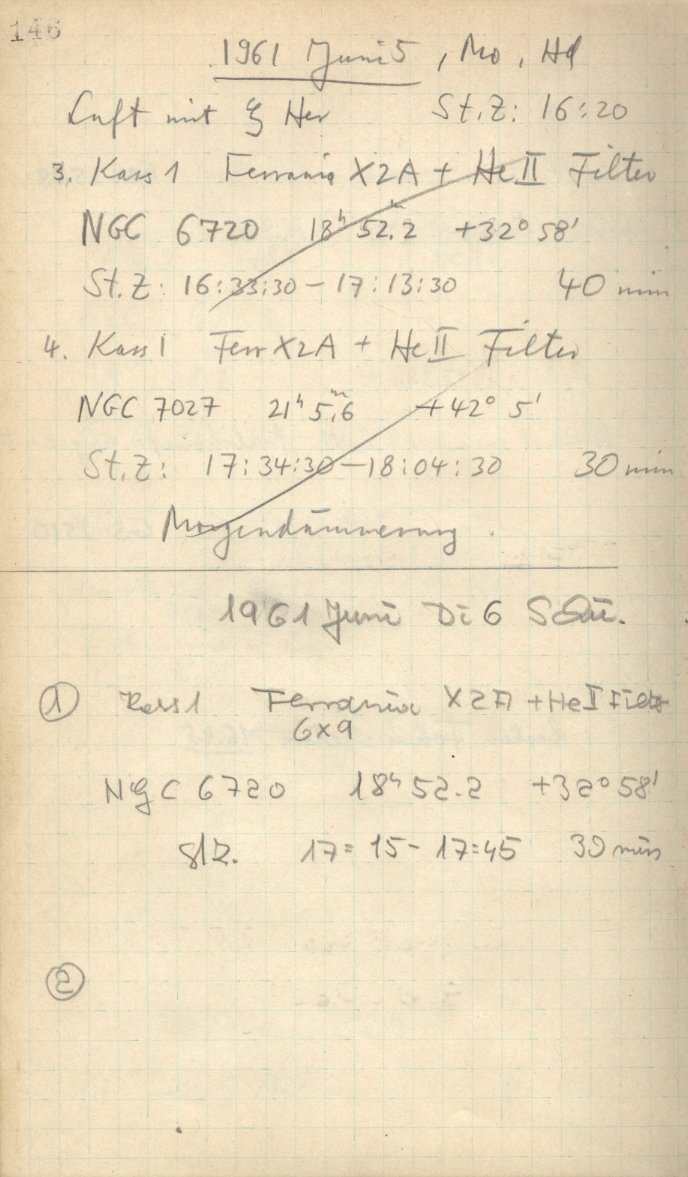 146
1961 Juni 5, Mo, Hd
Luft mit ξ Her St.Z: 16:20
3. Kass 1 Ferrania X2A + He II Filter
NGC 6720 18ʰ 52.2 +32° 58'
St.Z: 16:33:30 – 17:13:30 40 min
4. Kass 1 Ferr X2A + He II Filter
NGC 7027 21ʰ 5.ᵐ6 +42° 5'
St.Z: 17:34:30 – 18:04:30 30 min
Morgendämmerung.
1961 Juni Di 6
① Kass 1 Ferrania X2A + He I Filter
6x9
NGC 6720 18ʰ 52.2 +32° 58'
StZ. 17:15 - 17:45 30 min
②